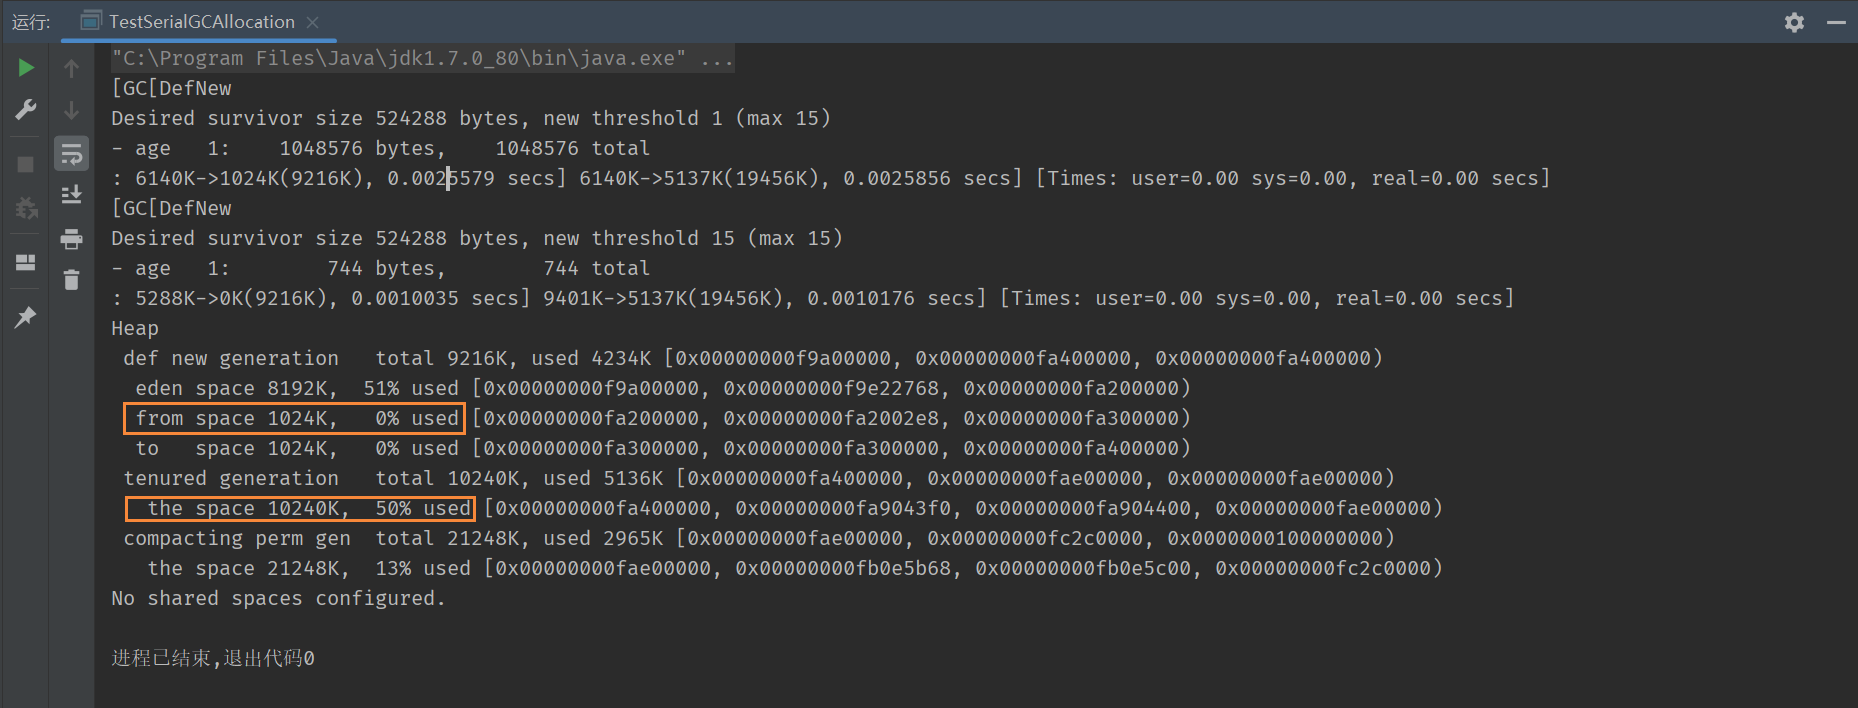 运行: TestSerialGCAllocation
"C:\Program Files\Java\jdk1.7.0_80\bin\java.exe" ...
[GC[DefNew
Desired survivor size 524288 bytes, new threshold 1 (max 15)
- age   1:    1048576 bytes,    1048576 total
: 6140K->1024K(9216K), 0.0025579 secs] 6140K->5137K(19456K), 0.0025856 secs] [Times: user=0.00 sys=0.00, real=0.00 secs]
[GC[DefNew
Desired survivor size 524288 bytes, new threshold 15 (max 15)
- age   1:        744 bytes,        744 total
: 5288K->0K(9216K), 0.0010035 secs] 9401K->5137K(19456K), 0.0010176 secs] [Times: user=0.00 sys=0.00, real=0.00 secs]
Heap
 def new generation   total 9216K, used 4234K [0x00000000f9a00000, 0x00000000fa400000, 0x00000000fa400000)
  eden space 8192K,  51% used [0x00000000f9a00000, 0x00000000f9e22768, 0x00000000fa200000)
  from space 1024K,   0% used [0x00000000fa200000, 0x00000000fa2002e8, 0x00000000fa300000)
  to   space 1024K,   0% used [0x00000000fa300000, 0x00000000fa300000, 0x00000000fa400000)
 tenured generation   total 10240K, used 5136K [0x00000000fa400000, 0x00000000fae00000, 0x00000000fae00000)
   the space 10240K,  50% used [0x00000000fa400000, 0x00000000fa9043f0, 0x00000000fa904400, 0x00000000fae00000)
 compacting perm gen  total 21248K, used 2965K [0x00000000fae00000, 0x00000000fc2c0000, 0x0000000100000000)
   the space 21248K,  13% used [0x00000000fae00000, 0x00000000fb0e5b68, 0x00000000fb0e5c00, 0x00000000fc2c0000)
No shared spaces configured.
进程已结束,退出代码0